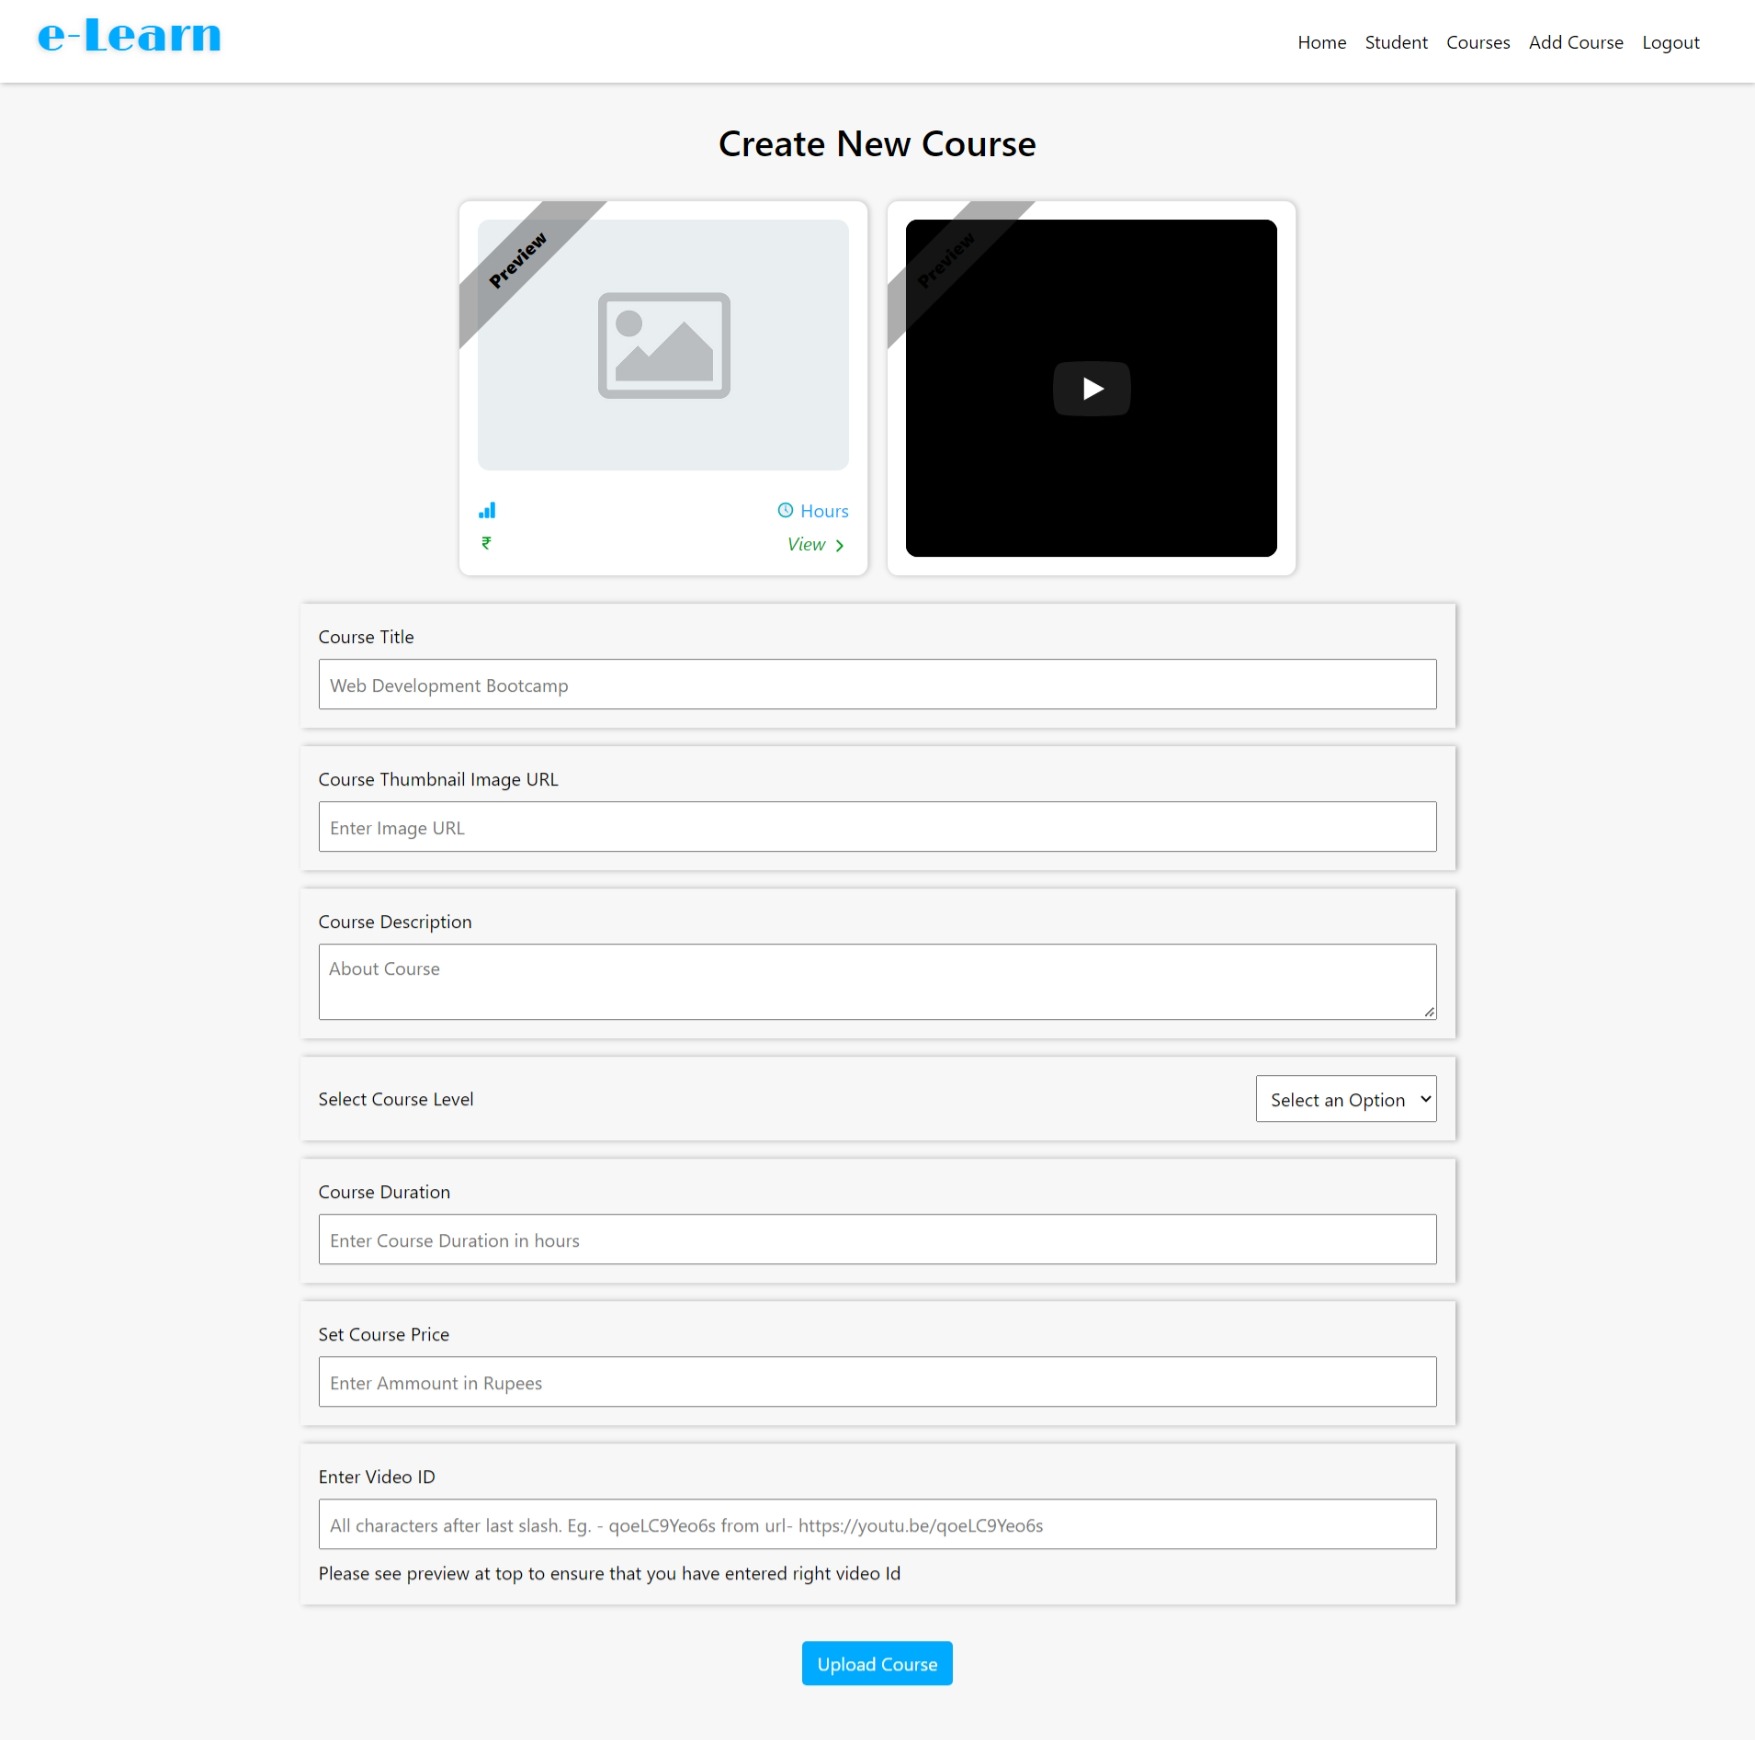 e-Learn
Home Student Courses Add Course Logout
Create New Course
Preview
Preview
Hours
₹ View
Course Title
Web Development Bootcamp
Course Thumbnail Image URL
Enter Image URL
Course Description
About Course
Select Course Level
Select an Option
Course Duration
Enter Course Duration in hours
Set Course Price
Enter Ammount in Rupees
Enter Video ID
All characters after last slash. Eg. - qoeLC9Yeo6s from url- https://youtu.be/qoeLC9Yeo6s
Please see preview at top to ensure that you have entered right video Id
Upload Course